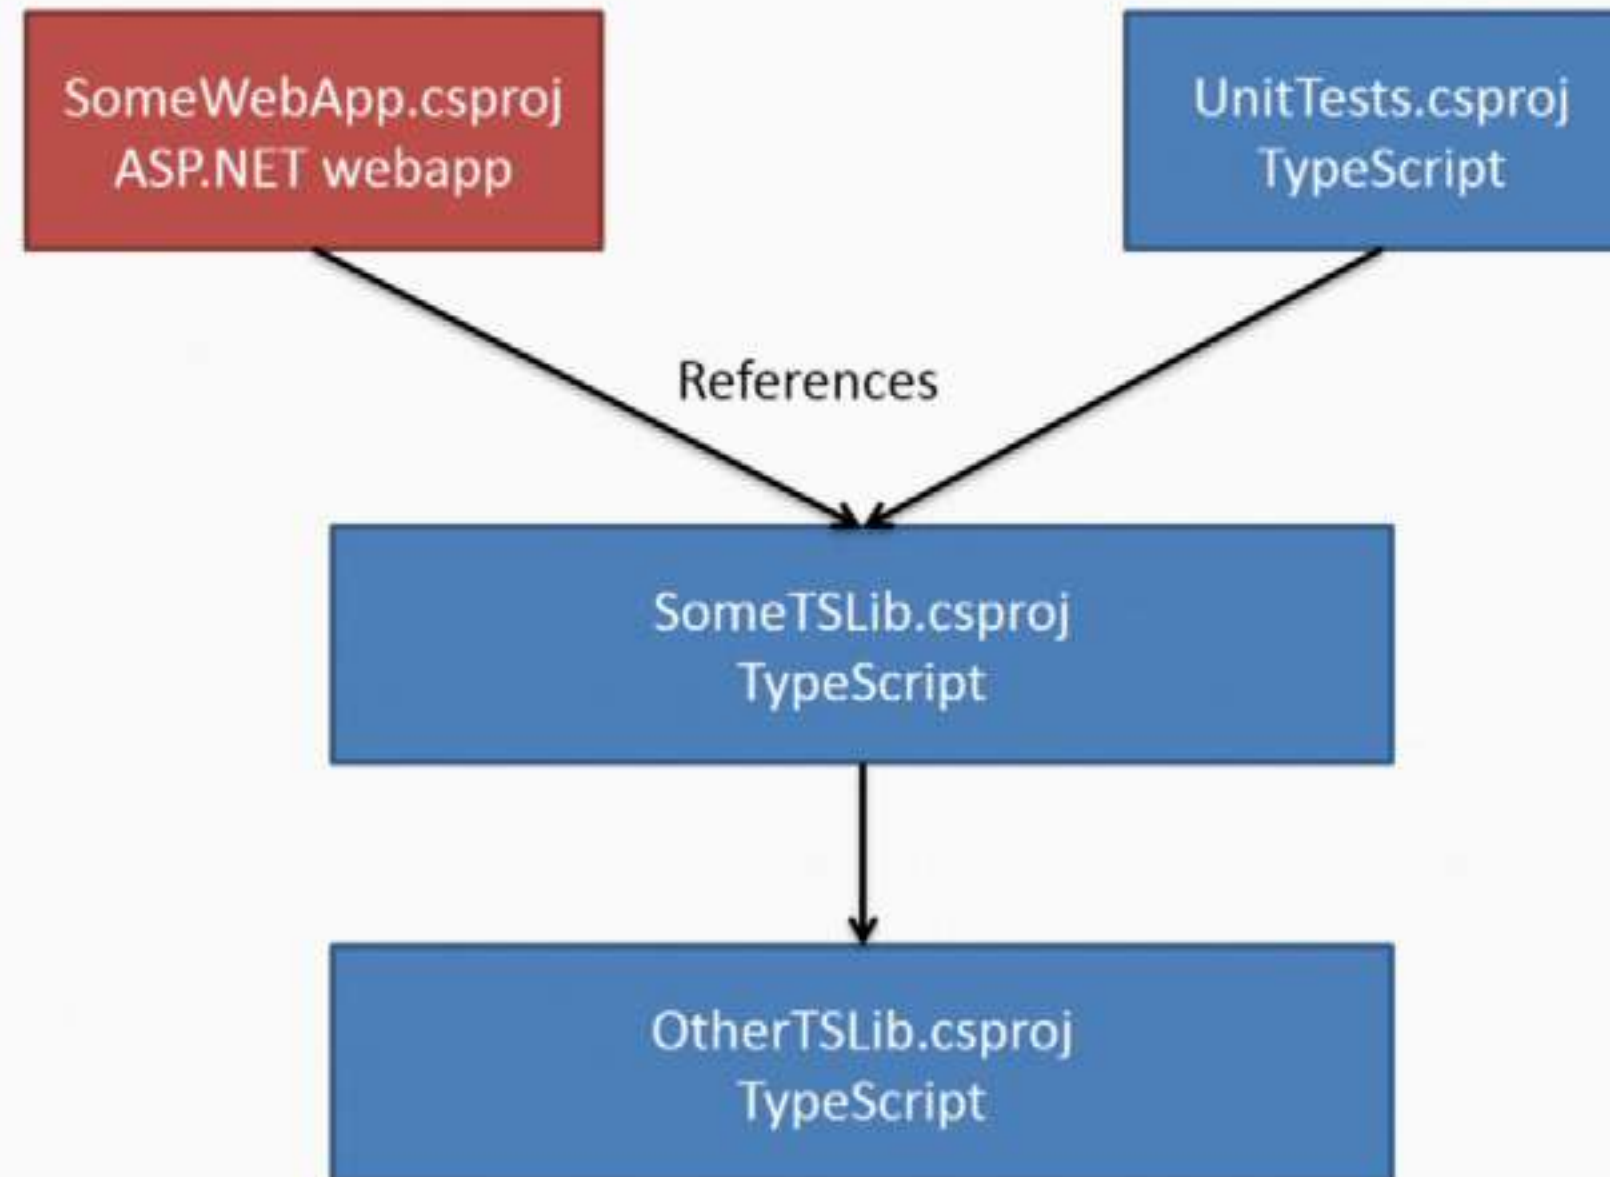 SomeWebApp.csproj
ASP.NET webapp
UnitTests.csproj
TypeScript
References
SomeTSLib.csproj
TypeScript
OtherTSLib.csproj
TypeScript